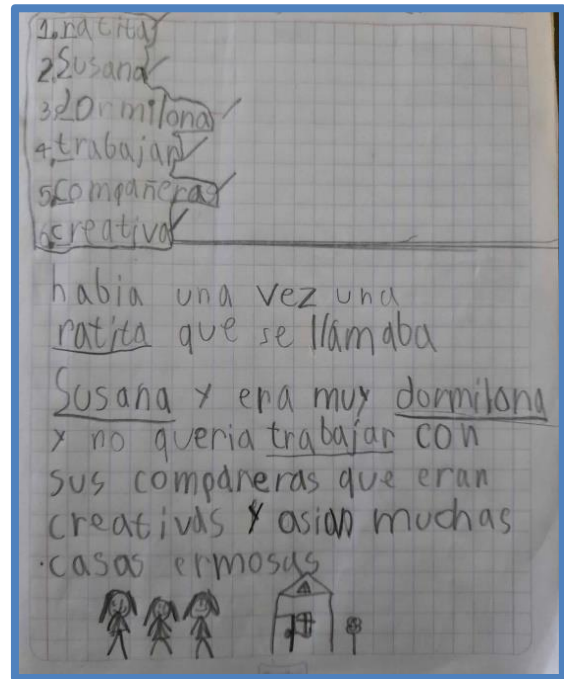 1. ratita
2. Susana
3. dormilona
4. trabajar
5. compañeras
6. creativa
habia una vez una
ratita que se llamaba
Susana y era muy dormilona
y no queria trabajar con
sus compañeras que eran
creativas y asian muchas
casas ermosas